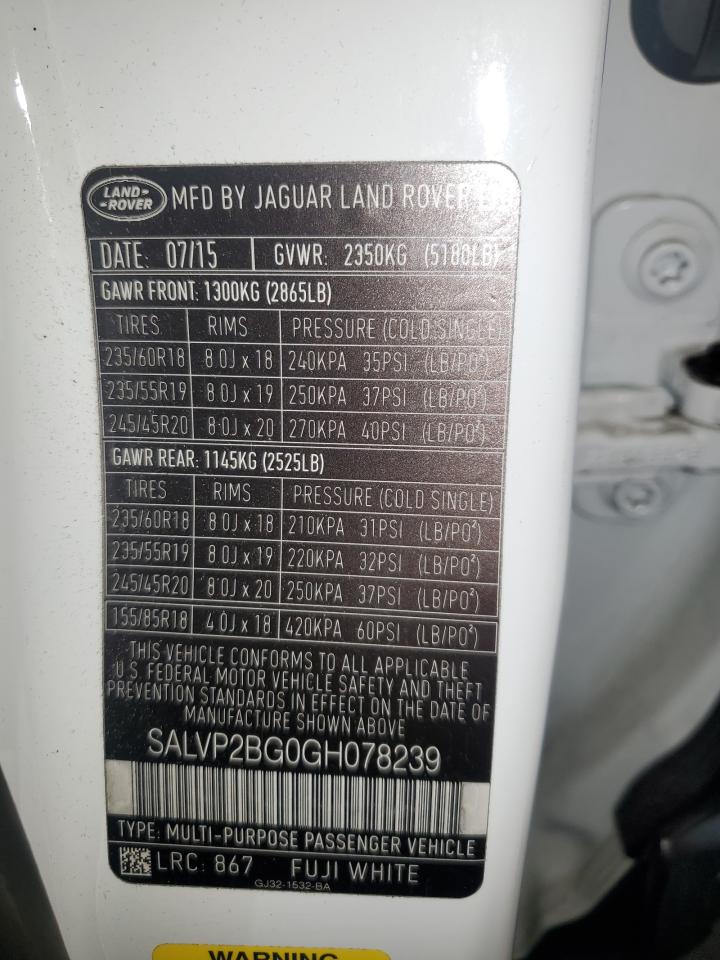 LAND-
-ROVER
MFD BY JAGUAR LAND ROVER
DATE: 07/15 GVWR: 2350KG (5180LB)
GAWR FRONT: 1300KG (2865LB)
TIRES RIMS PRESSURE (COLD SINGLE)
235/60R18 8.0J x 18 240KPA 35PSI (LB/PO²)
235/55R19 8.0J x 19 250KPA 37PSI (LB/PO²)
245/45R20 8.0J x 20 270KPA 40PSI (LB/PO²)
GAWR REAR: 1145KG (2525LB)
TIRES RIMS PRESSURE (COLD SINGLE)
235/60R18 8.0J x 18 210KPA 31PSI (LB/PO²)
235/55R19 8.0J x 19 220KPA 32PSI (LB/PO²)
245/45R20 8.0J x 20 250KPA 37PSI (LB/PO²)
155/85R18 4.0J x 18 420KPA 60PSI (LB/PO²)
THIS VEHICLE CONFORMS TO ALL APPLICABLE
U.S. FEDERAL MOTOR VEHICLE SAFETY AND THEFT
PREVENTION STANDARDS IN EFFECT ON THE DATE OF
MANUFACTURE SHOWN ABOVE
SALVP2BG0GH078239
TYPE: MULTI-PURPOSE PASSENGER VEHICLE
LRC: 867 FUJI WHITE
GJ32-1532-BA
WARNING